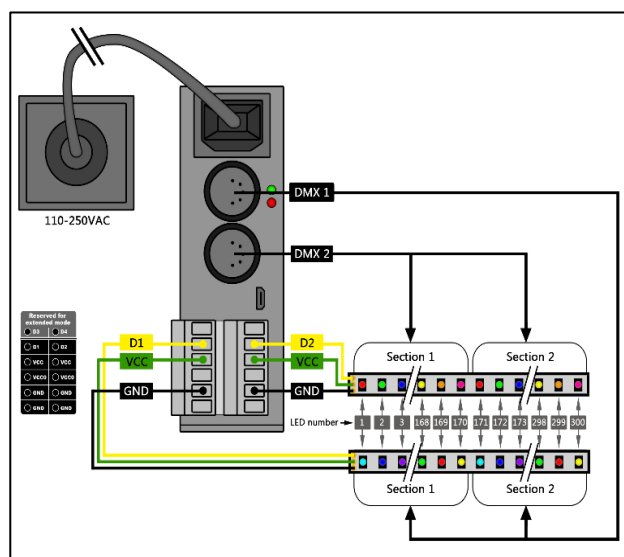 110-250VAC
DMX 1
DMX 2
Reserved for
extended mode
D3 D4
D1 D2
VCC VCC
VCC0 VCC0
GND GND
GND GND
D1
VCC
GND
D2
VCC
GND
Section 1 Section 2
LED number 1 2 3 168 169 170 171 172 173 298 299 300
Section 1 Section 2